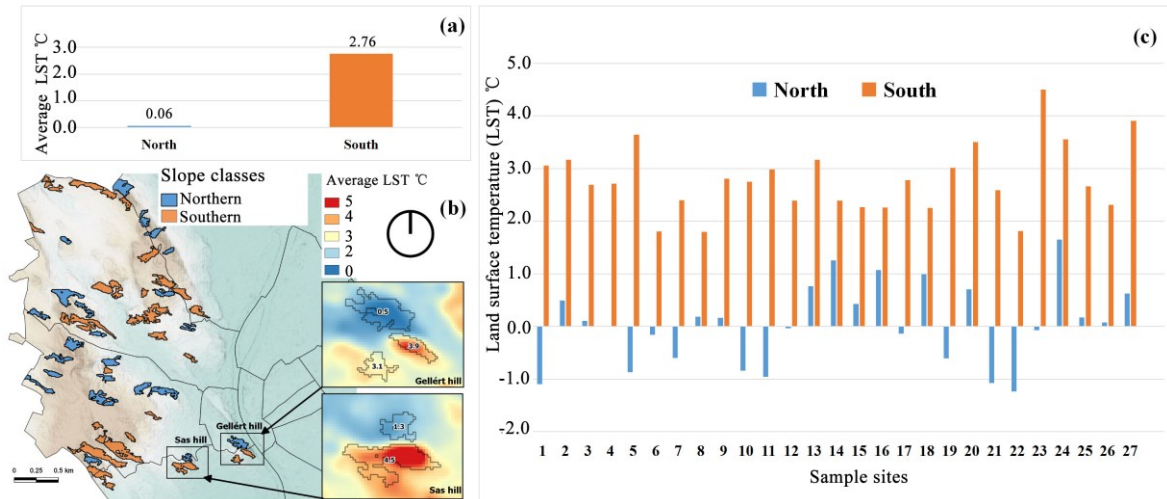 (a)
Average LST ℃
3.0
2.0
1.0
0.0
0.06
2.76
North
South
Slope classes
Northern
Southern
Average LST ℃
5
4
3
2
0
(b)
0.5
3.9
3.1
Gellért hill
1.3
4.5
Sas hill
Gellért hill
Sas hill
0 0.25 0.5 km
(c)
North South
Land surface temperature (LST) ℃
5.0
4.0
3.0
2.0
1.0
0.0
-1.0
-2.0
1 2 3 4 5 6 7 8 9 10 11 12 13 14 15 16 17 18 19 20 21 22 23 24 25 26 27
Sample sites